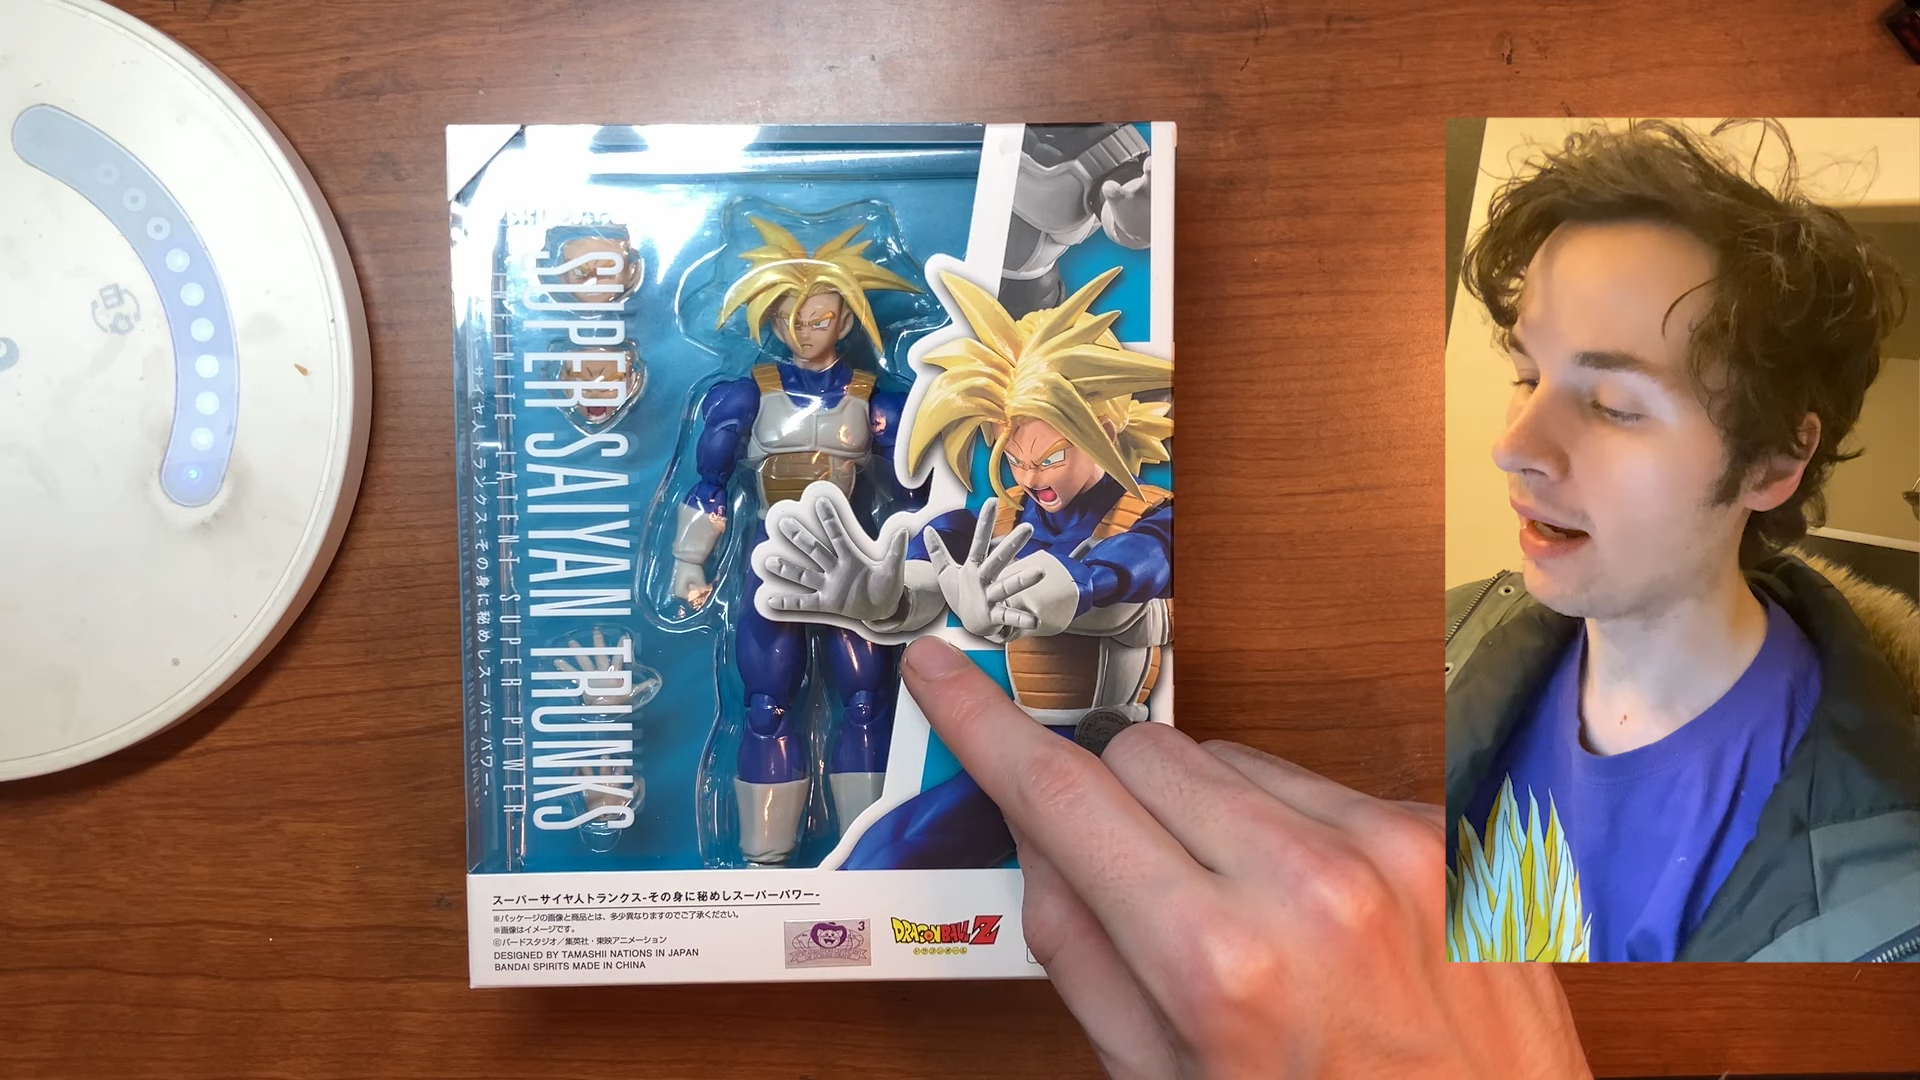 SUPER SAIYAN TRUNKS
INFINITE LATENT SUPER POWER
サイヤ人トランクス-その身に秘めしスーパーパワー-
スーパーサイヤ人トランクス-その身に秘めしスーパーパワー-
※パッケージの画像と商品とは、多少異なりますのでご了承ください。
※画像はイメージです。
©バードスタジオ/集英社・東映アニメーション
DESIGNED BY TAMASHII NATIONS IN JAPAN
BANDAI SPIRITS MADE IN CHINA
3
DRAGONBALL Z